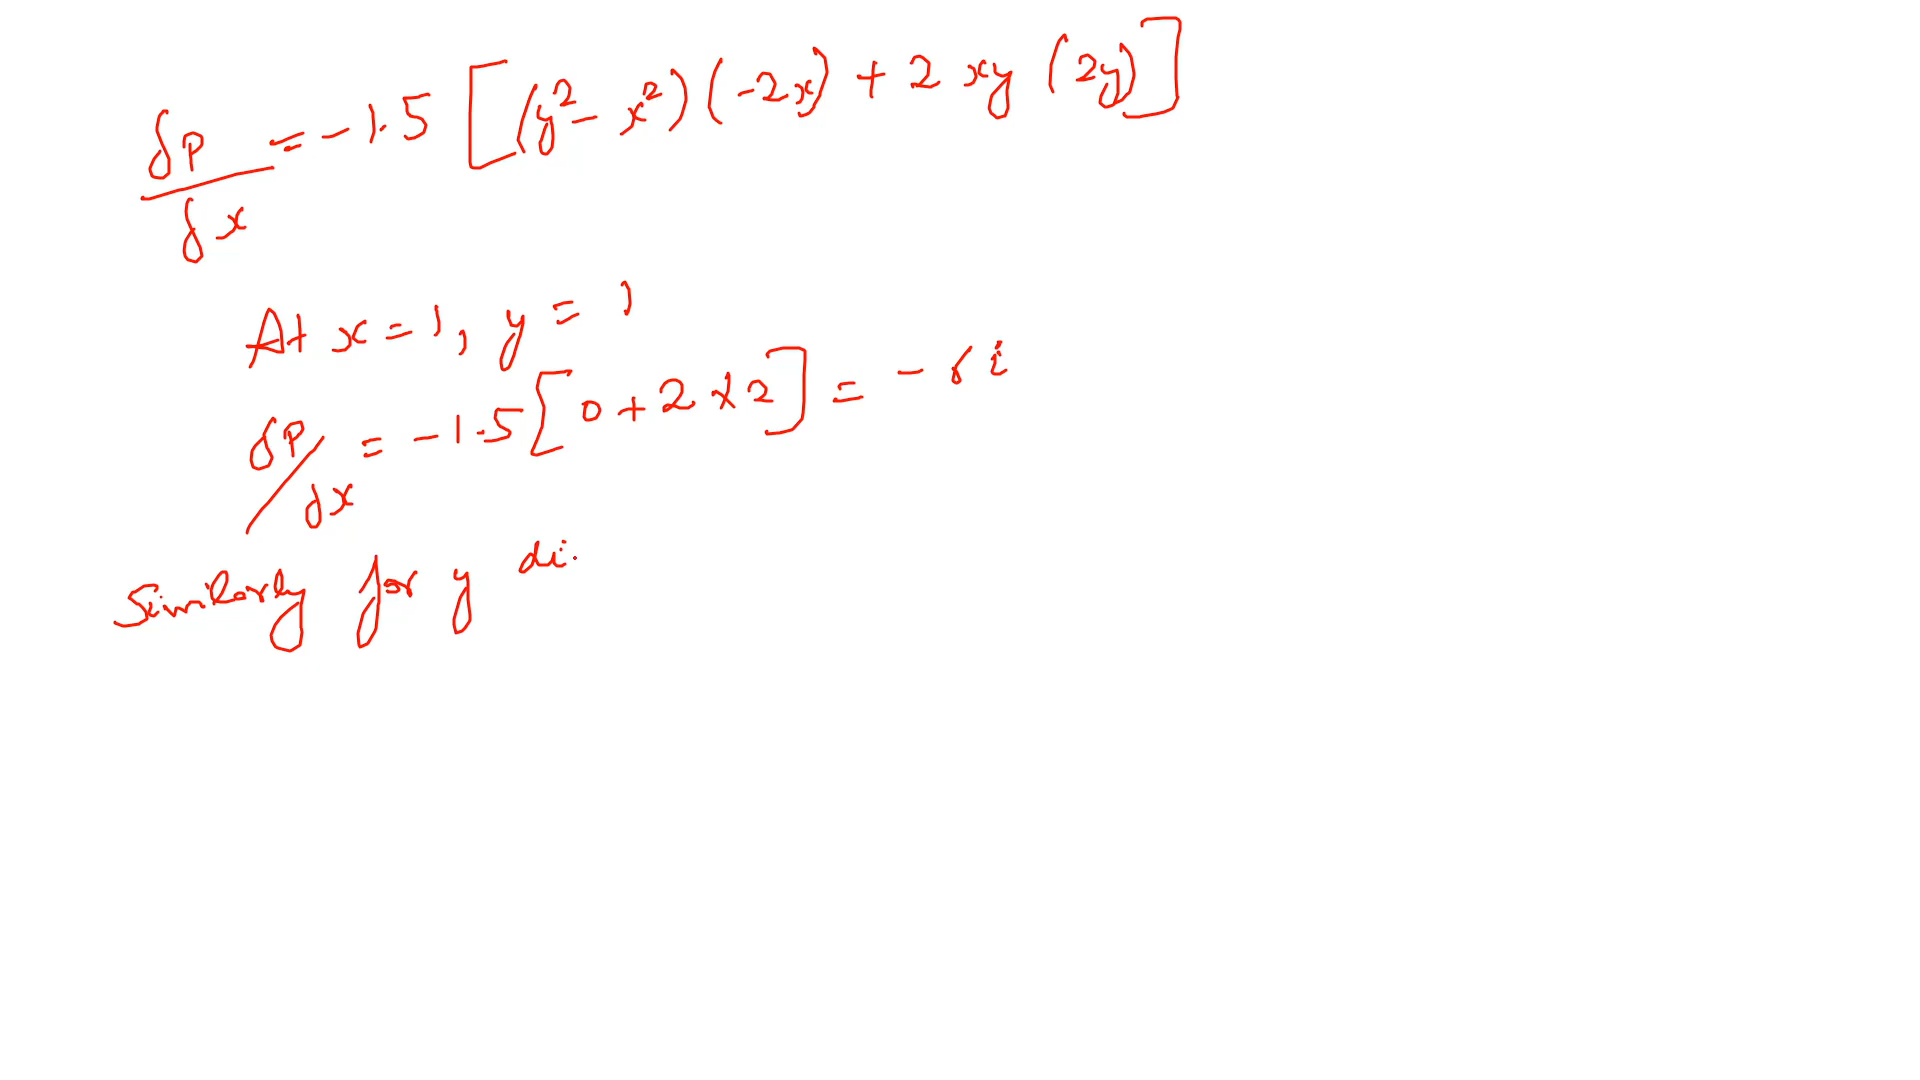 δP/δx = -1.5 [(y² - x²)(-2x) + 2xy (2y)]
At x = 1, y = 1
δP/δx = -1.5 [0 + 2 × 2] = - 6 i
Similarly for y di